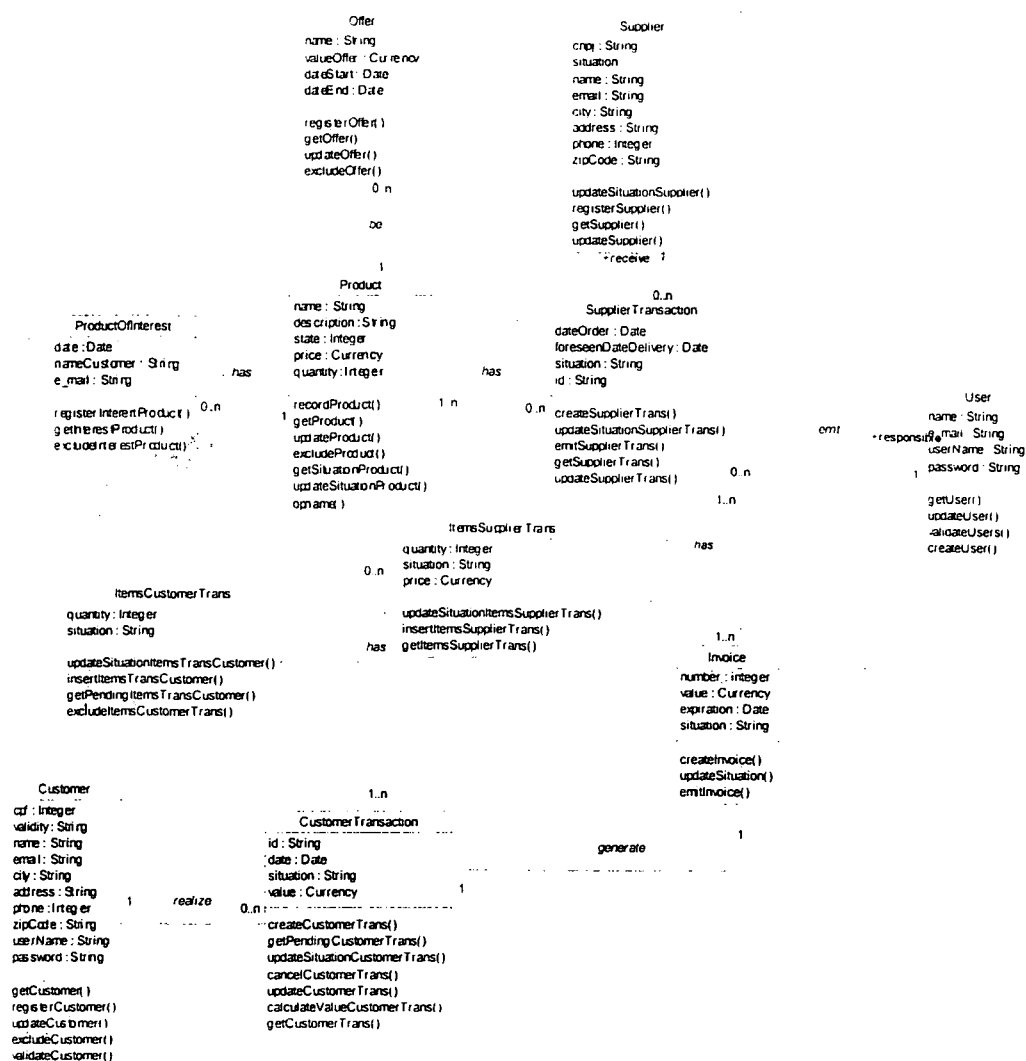 Offer
name : String
valueOffer : Currency
dateStart : Date
dateEnd : Date
registerOffer()
getOffer()
updateOffer()
excludeOffer()
0..n
be
1
Supplier
cnpj : String
situation
name : String
email : String
city : String
address : String
phone : Integer
zipCode : String
updateSituationSupplier()
registerSupplier()
getSupplier()
updateSupplier()
+receive 1
0..n
Product
name : String
description : String
state : Integer
price : Currency
quantity : Integer
recordProduct()
getProduct()
updateProduct()
excludeProduct()
getSituationProduct()
updateSituationProduct()
opname()
ProductOfInterest
date : Date
nameCustomer : String
e_mail : String
registerInterertProduct()
getInterestProduct()
excludeInterestProduct()
has
0..n
1
SupplierTransaction
dateOrder : Date
foreseenDateDelivery : Date
situation : String
id : String
createSupplierTrans()
updateSituationSupplierTrans()
emitSupplierTrans()
getSupplierTrans()
updateSupplierTrans()
has
1..n
0..n
0..n
1..n
User
name : String
e_mail : String
userName : String
password : String
getUser()
updateUser()
validateUsers()
createUser()
emit
+responsible
1
ItemsSupplierTrans
quantity : Integer
situation : String
price : Currency
updateSituationItemsSupplierTrans()
insertItemsSupplierTrans()
getItemsSupplierTrans()
has
0..n
has
ItemsCustomerTrans
quantity : Integer
situation : String
updateSituationItemsTransCustomer()
insertItemsTransCustomer()
getPendingItemsTransCustomer()
excludeItemsCustomerTrans()
1..n
Invoice
number : integer
value : Currency
expiration : Date
situation : String
createInvoice()
updateSituation()
emitInvoice()
1
Customer
cpf : Integer
validity : String
name : String
email : String
city : String
address : String
phone : Integer
zipCode : String
userName : String
password : String
getCustomer()
registerCustomer()
updateCustomer()
excludeCustomer()
validateCustomer()
1
realize
0..n
1..n
CustomerTransaction
id : String
date : Date
situation : String
value : Currency
createCustomerTrans()
getPendingCustomerTrans()
updateSituationCustomerTrans()
cancelCustomerTrans()
updateCustomerTrans()
calculateValueCustomerTrans()
getCustomerTrans()
generate
1